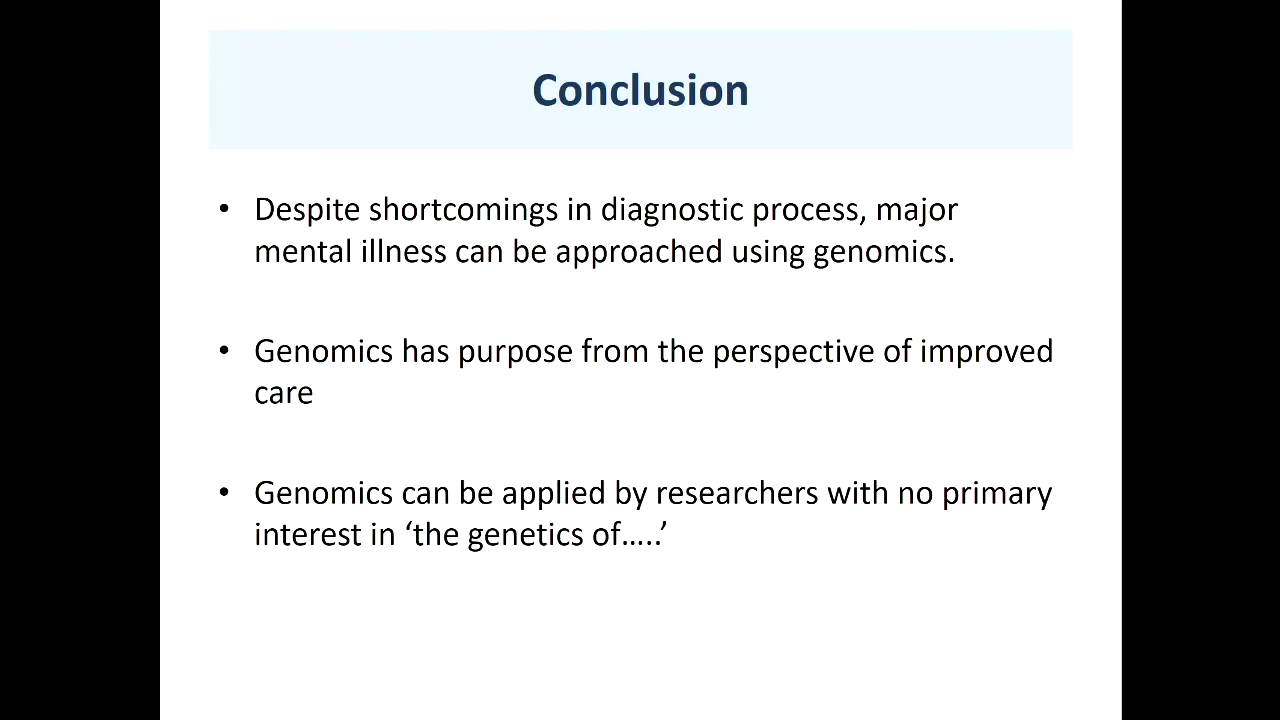 Conclusion
• Despite shortcomings in diagnostic process, major
mental illness can be approached using genomics.
• Genomics has purpose from the perspective of improved
care
• Genomics can be applied by researchers with no primary
interest in ‘the genetics of…..’